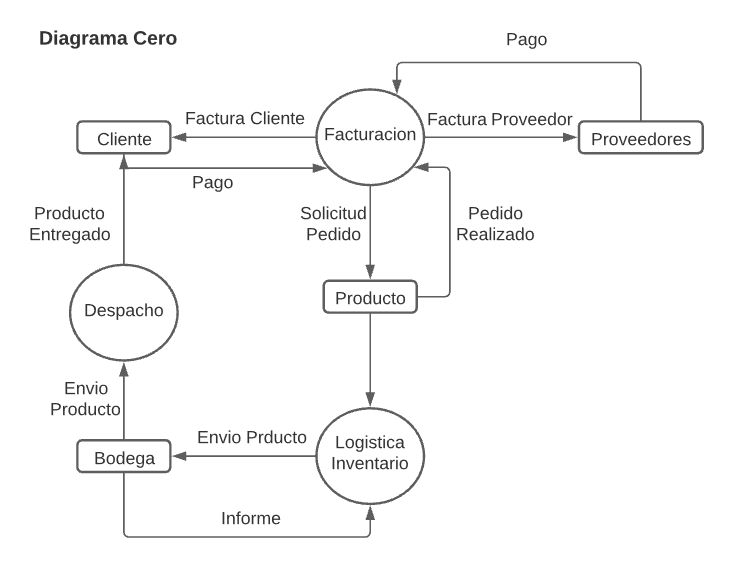 Diagrama Cero
Pago
Factura Cliente
Factura Proveedor
Cliente
Facturacion
Proveedores
Pago
Producto
Entregado
Solicitud
Pedido
Pedido
Realizado
Despacho
Producto
Envio
Producto
Envio Prducto
Logistica
Inventario
Bodega
Informe